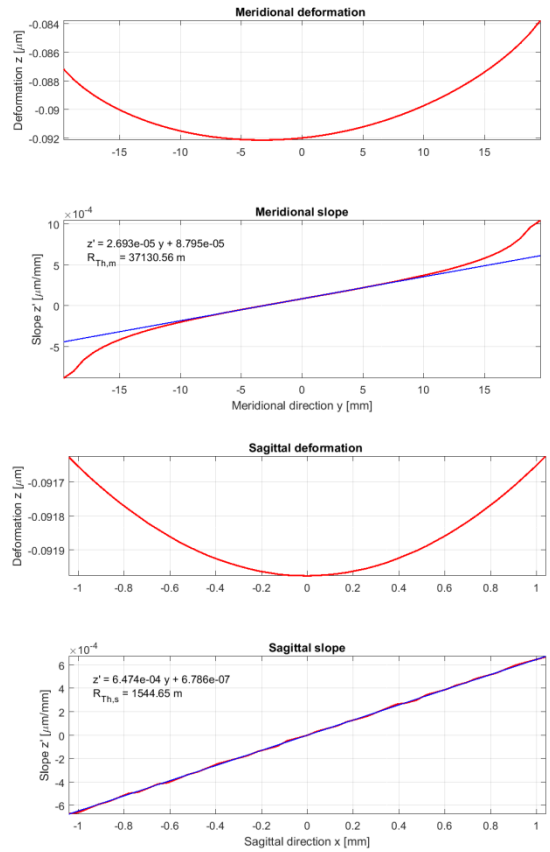 Meridional deformation
Deformation z [μm]
-0.084
-0.086
-0.088
-0.09
-0.092
-15 -10 -5 0 5 10 15
Meridional slope
× 10⁻⁴
z' = 2.693e-05 y + 8.795e-05
R_Th,m = 37130.56 m
Slope z' [μm/mm]
10
5
0
-5
-15 -10 -5 0 5 10 15
Meridional direction y [mm]
Sagittal deformation
Deformation z [μm]
-0.0917
-0.0918
-0.0919
-1 -0.8 -0.6 -0.4 -0.2 0 0.2 0.4 0.6 0.8 1
Sagittal slope
× 10⁻⁴
z' = 6.474e-04 y + 6.786e-07
R_Th,s = 1544.65 m
Slope z' [μm/mm]
6
4
2
0
-2
-4
-6
-1 -0.8 -0.6 -0.4 -0.2 0 0.2 0.4 0.6 0.8 1
Sagittal direction x [mm]